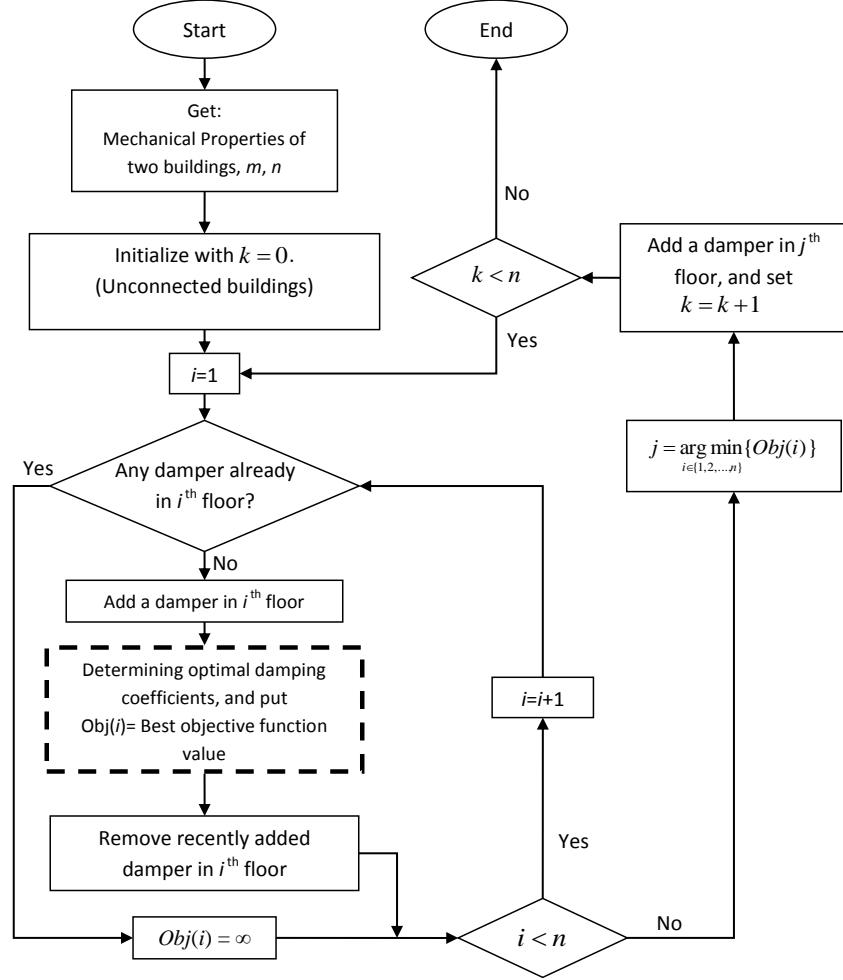 Start
End
Get:
Mechanical Properties of
two buildings, m, n
No
Initialize with k = 0.
(Unconnected buildings)
k < n
Add a damper in j th
floor, and set
k = k + 1
Yes
i=1
j = arg min{Obj(i)}
i∈{1,2,...,n}
Yes
Any damper already
in i th floor?
No
Add a damper in i th floor
Determining optimal damping
coefficients, and put
Obj(i)= Best objective function
value
i=i+1
Remove recently added
damper in i th floor
Yes
Obj(i) = ∞
i < n
No